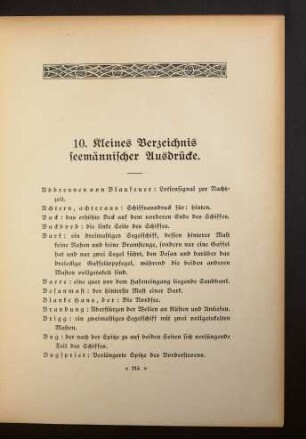 10. Kleines Verzeichnis
seemännischer Ausdrücke.
Abbrennen von Blaufeuer: Lotsensignal zur Nacht-
zeit.
Achtern, achteraus: Schiffsausdruck für: hinten.
Back: das erhöhte Deck auf dem vorderen Ende des Schiffes.
Backbord: die linke Seite des Schiffes.
Bark: ein dreimastiges Segelschiff, dessen hinterer Mast
keine Rahen und keine Bramstenge, sondern nur eine Gaffel
hat und nur zwei Segel führt, den Besan und darüber das
dreieckige Gaffeltoppsegel, während die beiden anderen
Masten vollgetakelt sind.
Barre: eine quer vor dem Hafeneingang liegende Sandbank.
Besanmast: der hinterste Mast einer Bark.
Blanke Hans, der: Die Nordsee.
Brandung: Überstürzen der Wellen an Küsten und Untiefen.
Brigg: ein zweimastiges Segelschiff mit zwei vollgetakelten
Masten.
Bug: der nach der Spitze zu auf beiden Seiten sich verjüngende
Teil des Schiffes.
Bugspriet: Verlängerte Spitze des Vorderstevens.